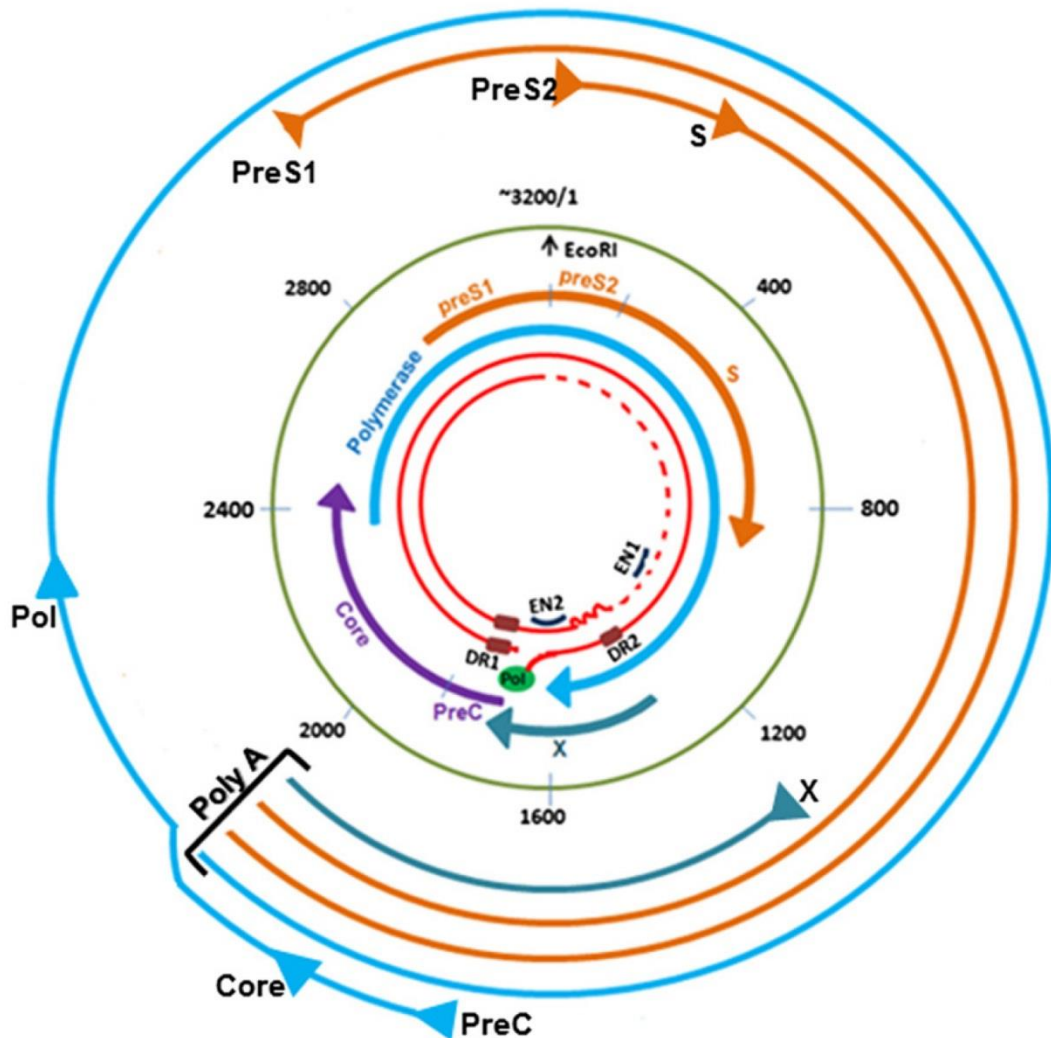 PreS2
S
PreS1
~3200/1
EcoRI
preS1
preS2
2800
400
S
Polymerase
2400
800
EN1
EN2
Core
DR1
DR2
Pol
Pol
PreC
X
2000
1200
Poly A
X
1600
Core
PreC